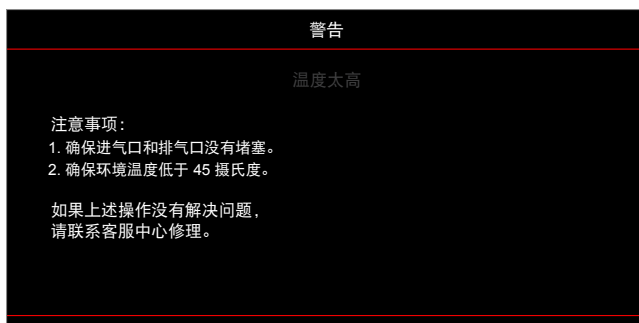 警告
温度太高
注意事项：
1. 确保进气口和排气口没有堵塞。
2. 确保环境温度低于 45 摄氏度。
如果上述操作没有解决问题，
请联系客服中心修理。